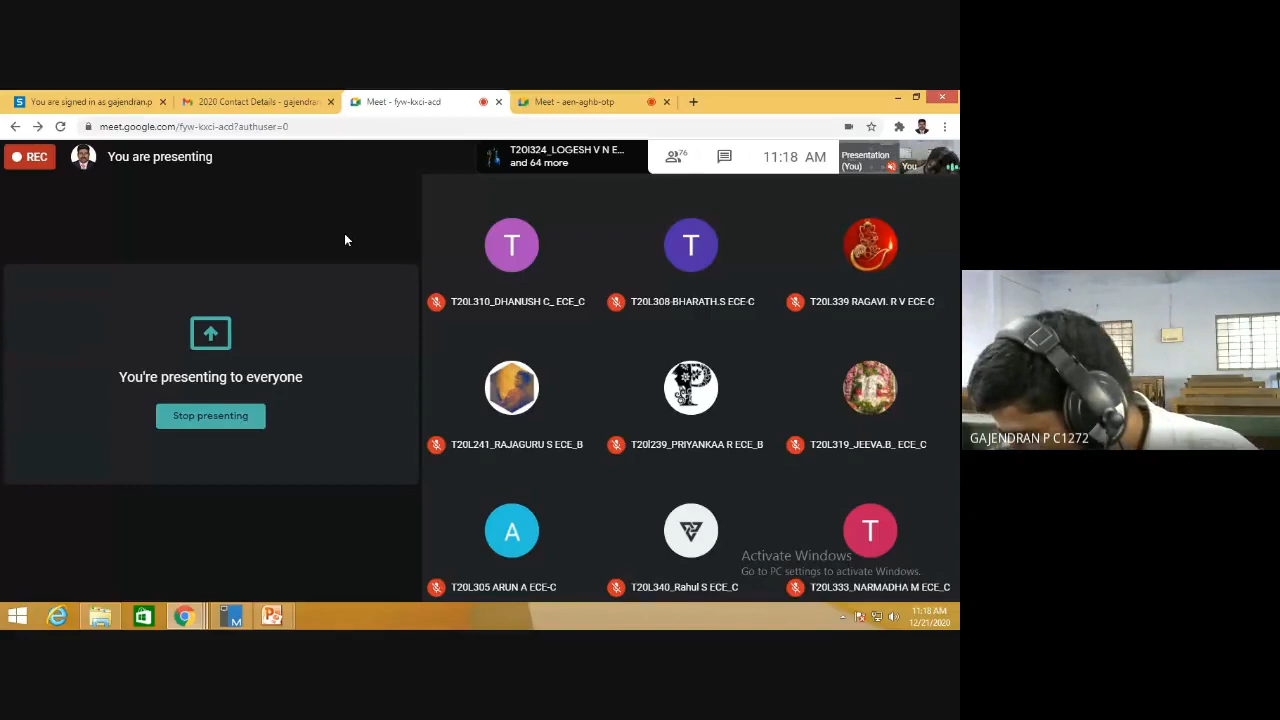 You are signed in as gajendran.p
2020 Contact Details - gajendran
Meet - fyw-kxci-acd
Meet - aen-aghb-otp
meet.google.com/fyw-kxci-acd?authuser=0
REC
You are presenting
T20I324_LOGESH V N E...
and 64 more
76
11:18 AM
Presentation
(You)
You
T
T
T20L310_DHANUSH C_ ECE_C
T20L308-BHARATH.S ECE-C
T20L339 RAGAVI. R V ECE-C
You're presenting to everyone
Stop presenting
P
T20L241_RAJAGURU S ECE_B
T20l239_PRIYANKAA R ECE_B
T20L319_JEEVA.B_ ECE_C
GAJENDRAN P C1272
A
T
Activate Windows
Go to PC settings to activate Windows.
T20L305 ARUN A ECE-C
T20L340_Rahul S ECE_C
T20L333_NARMADHA M ECE_C
M
11:18 AM
12/21/2020